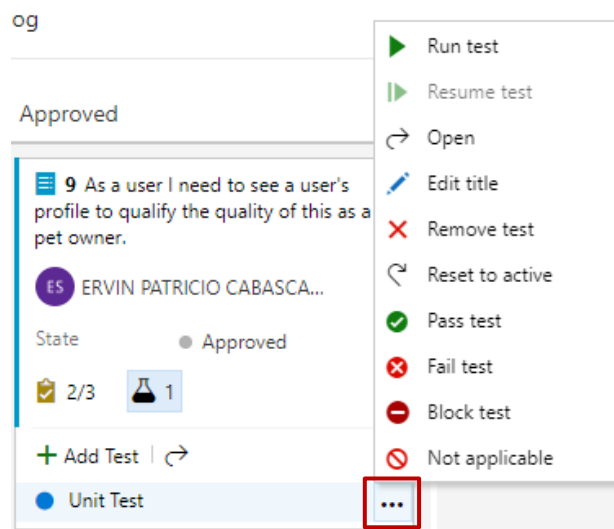 og
Approved
9 As a user I need to see a user's
profile to qualify the quality of this as a
pet owner.
ES ERVIN PATRICIO CABASCA...
State Approved
2/3 1
Add Test
Unit Test
Run test
Resume test
Open
Edit title
Remove test
Reset to active
Pass test
Fail test
Block test
Not applicable